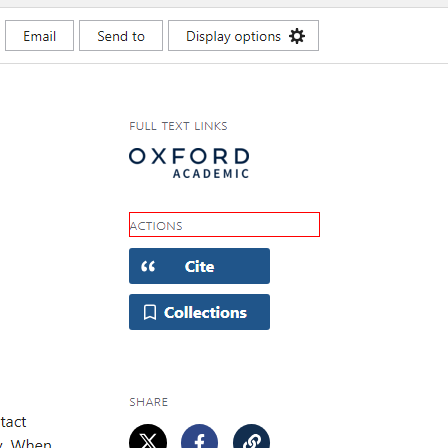 Email Send to Display options
FULL TEXT LINKS
OXFORD
ACADEMIC
ACTIONS
Cite
Collections
SHARE
tact
When